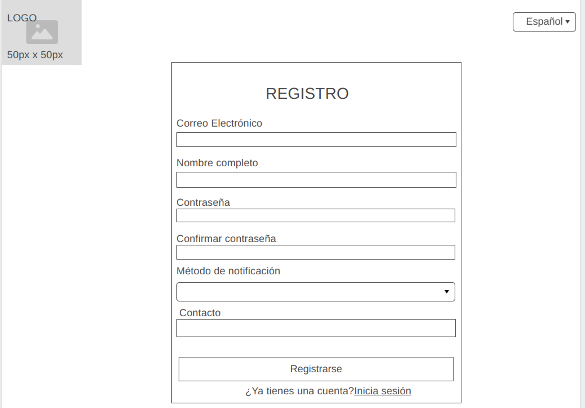 LOGO
50px x 50px
Español
REGISTRO
Correo Electrónico
Nombre completo
Contraseña
Confirmar contraseña
Método de notificación
Contacto
Registrarse
¿Ya tienes una cuenta?Inicia sesión